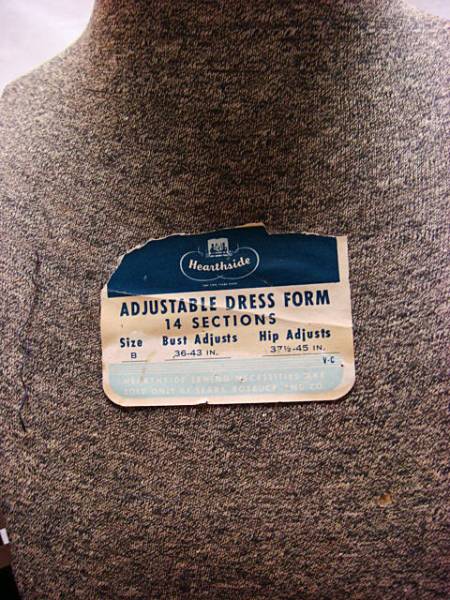 Hearthside
ADJUSTABLE DRESS FORM
14 SECTIONS
Size Bust Adjusts Hip Adjusts
B 36-43 IN. 37½-45 IN.
V-C
HEARTHSIDE SEWING NECESSITIES ARE
SOLD ONLY BY SEARS, ROEBUCK AND CO.